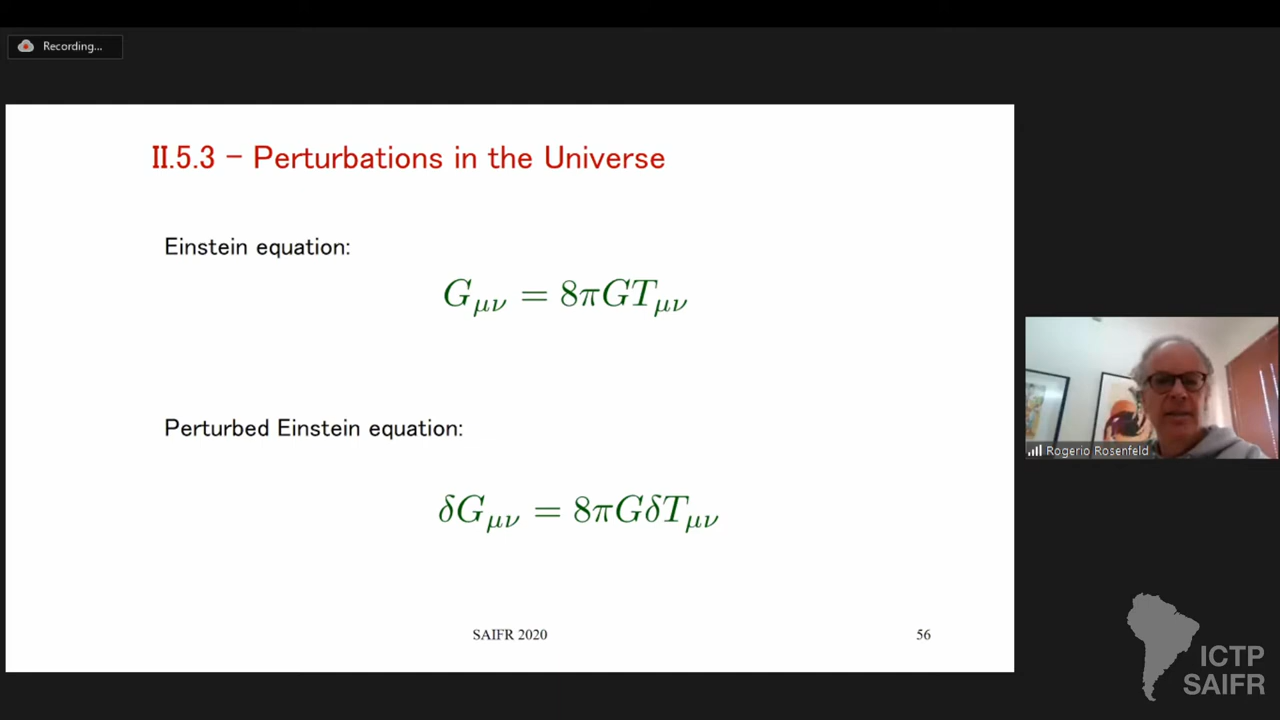 Recording...
II.5.3 – Perturbations in the Universe
Einstein equation:
G_{μν} = 8πGT_{μν}
Perturbed Einstein equation:
δG_{μν} = 8πGδT_{μν}
SAIFR 2020
56
Rogerio Rosenfeld
ICTP
SAIFR